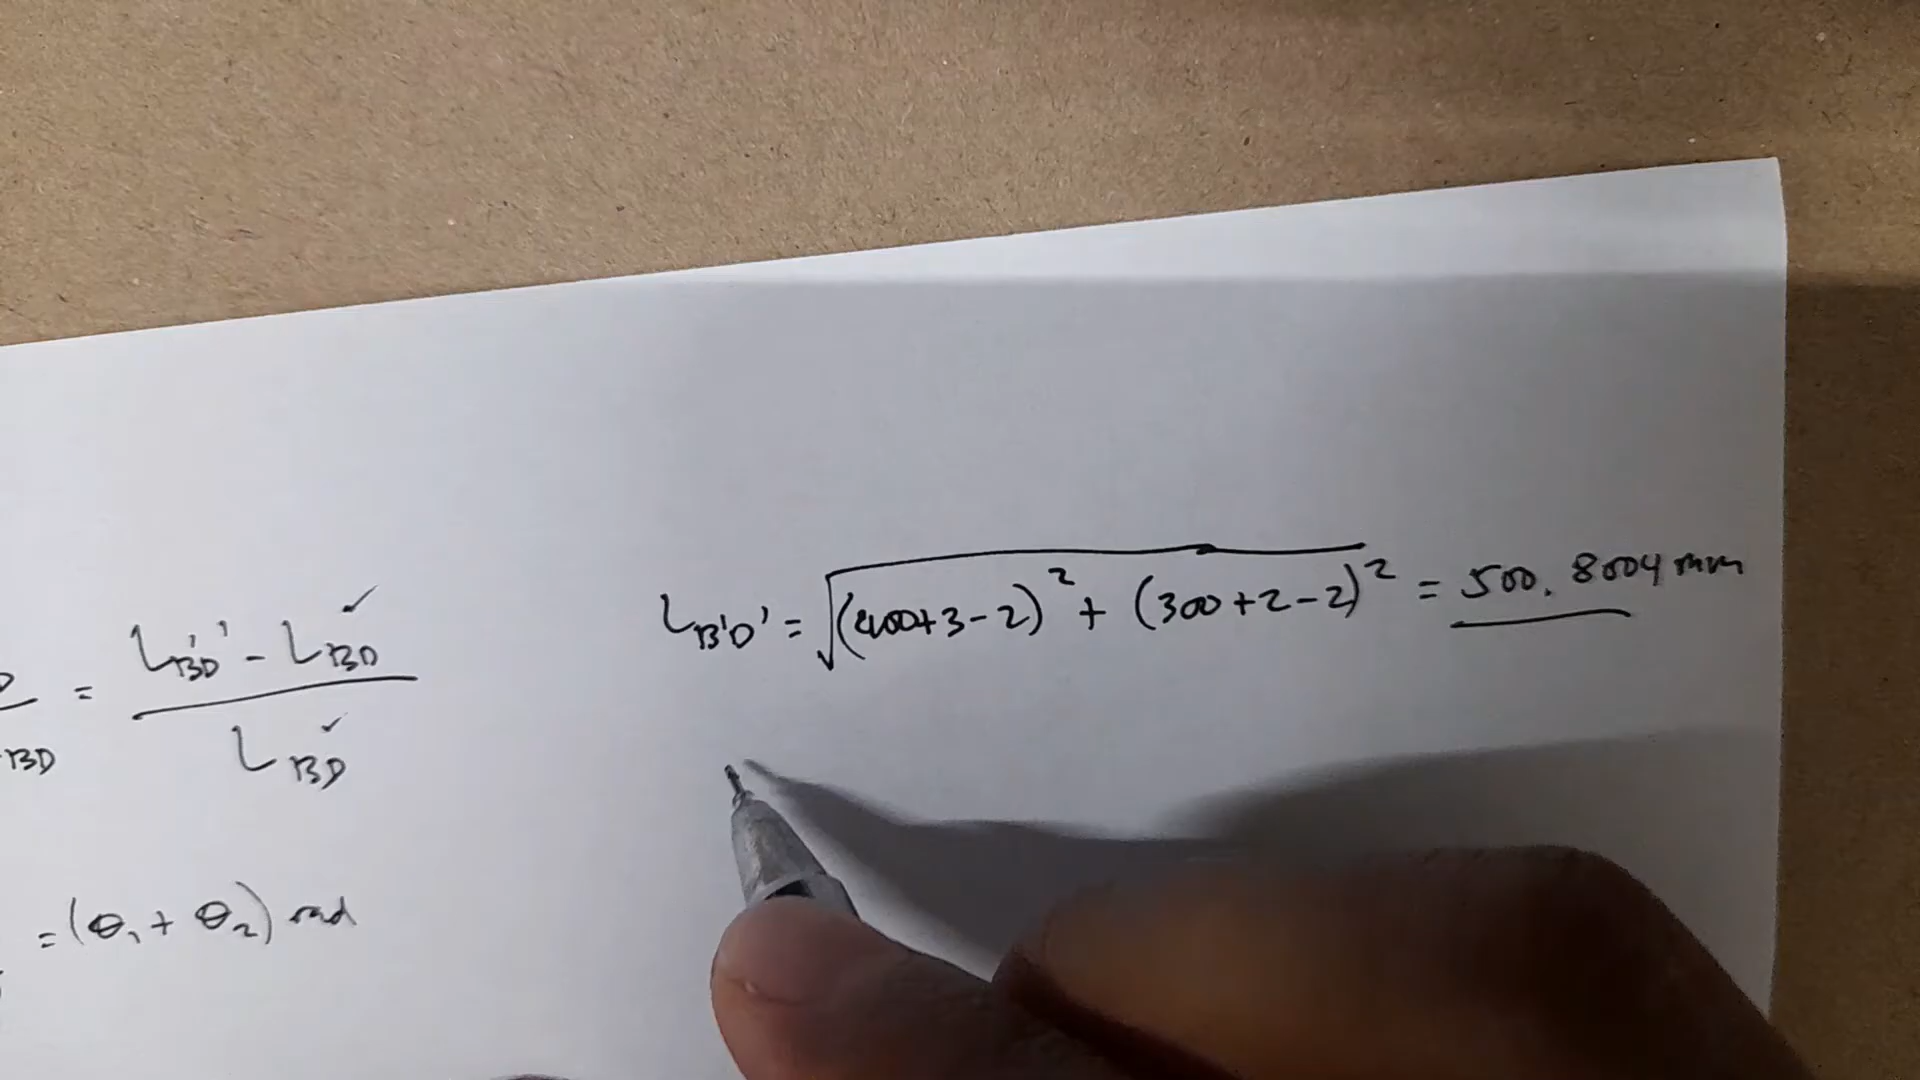 L_B'D' = √(400+3-2)² + (300+2-2)² = 500.8004 mm
= L_B'D' - L_BD ✓
L_BD ✓
BD
= (θ₁ + θ₂) rad